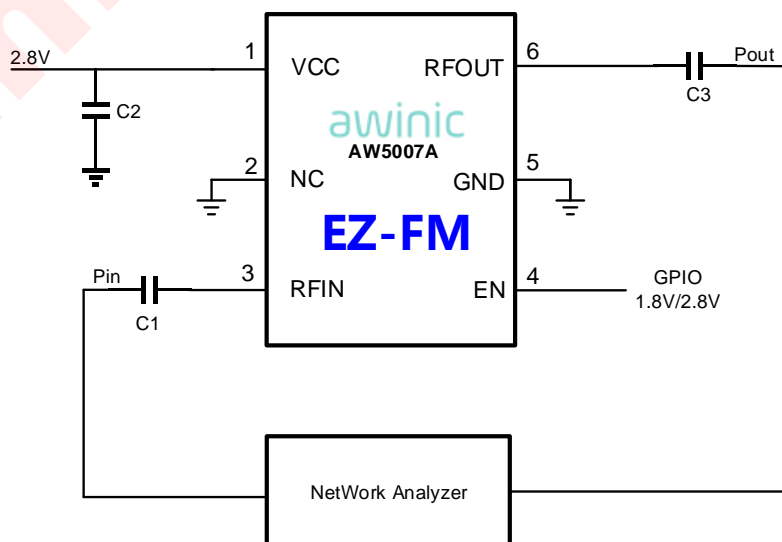 2.8V
1
VCC
RFOUT
6
Pout
C2
C3
awinic
AW5007A
2
NC
GND
5
EZ-FM
Pin
3
RFIN
EN
4
GPIO
1.8V/2.8V
C1
NetWork Analyzer